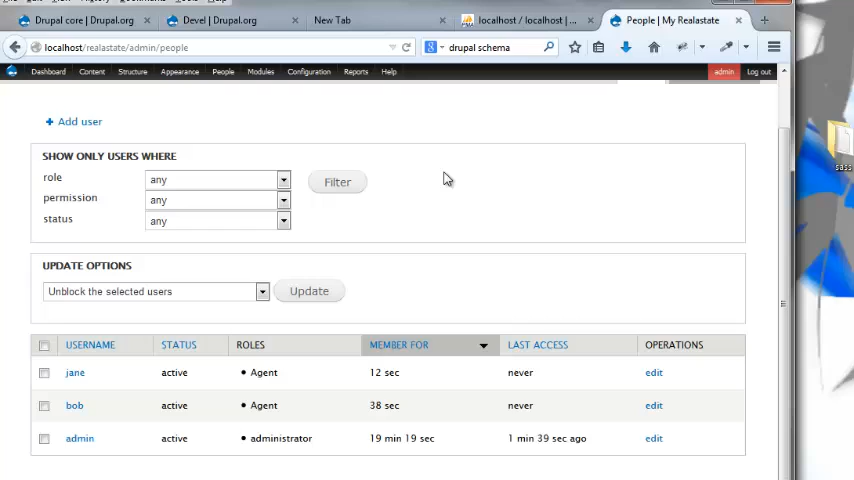 Drupal core | Drupal.org × Devel | Drupal.org × New Tab × localhost / localhost | ... × People | My Realastate ×
localhost/realastate/admin/people drupal schema
Dashboard Content Structure People Appearance People Modules Configuration Reports Help admin Log out
+ Add user
SHOW ONLY USERS WHERE
role any Filter
permission any
status any
UPDATE OPTIONS
Unblock the selected users Update
USERNAME STATUS ROLES MEMBER FOR LAST ACCESS OPERATIONS
jane active • Agent 12 sec never edit
bob active • Agent 38 sec never edit
admin active • administrator 19 min 19 sec 1 min 39 sec ago edit
sass